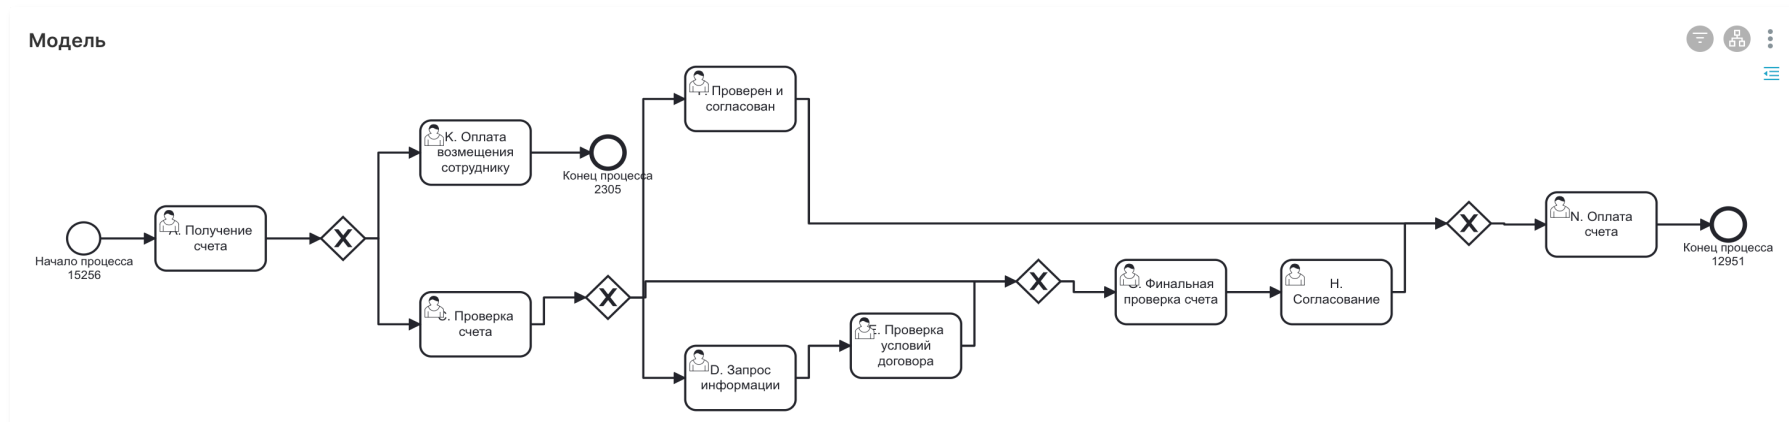 Модель
Проверен и
согласован
K. Оплата
возмещения
сотруднику
Конец процесса
2305
Начало процесса
15256
A. Получение
счета
C. Проверка
счета
D. Запрос
информации
E. Проверка
условий
договора
Финальная
проверка счета
H.
Согласование
N. Оплата
счета
Конец процесса
12951
X
X
X
X